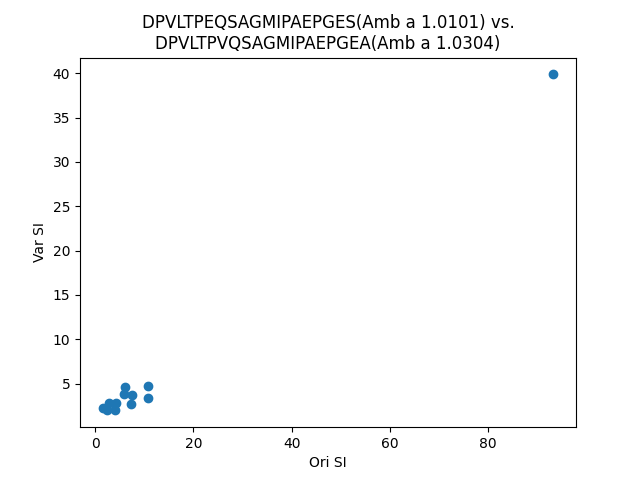 DPVLTPEQSAGMIPAEPGES(Amb a 1.0101) vs.
DPVLTPVQSAGMIPAEPGEA(Amb a 1.0304)
40
35
30
25
20
15
10
5
Var SI
0 20 40 60 80
Ori SI